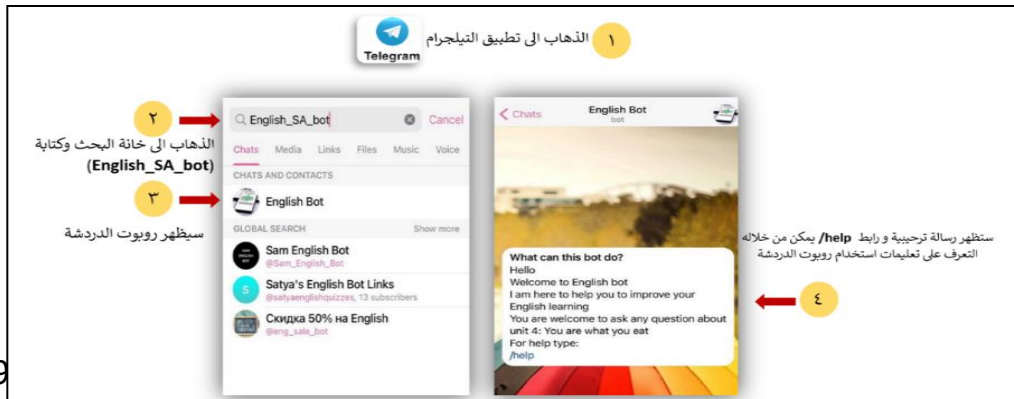 ١ الذهاب الى تطبيق التيلجرام
Telegram
٢
الذهاب الى خانة البحث وكتابة
(English_SA_bot)
٣
سيظهر روبوت الدردشة
English_SA_bot
Cancel
Chats Media Links Files Music Voice
CHATS AND CONTACTS
English Bot
GLOBAL SEARCH Show more
SAM ENGLISH BOT
Sam English Bot
@Sam_English_Bot
S
Satya's English Bot Links
@satyaenglishquizzes, 13 subscribers
Скидка 50% на English
@eng_sale_bot
Chats
English Bot
bot
What can this bot do?
Hello
Welcome to English bot
I am here to help you to improve your
English learning
You are welcome to ask any question about
unit 4: You are what you eat
For help type:
/help
ستظهر رسالة ترحيبية و رابط /help يمكن من خلاله
التعرف على تعليمات استخدام روبوت الدردشة
٤
9